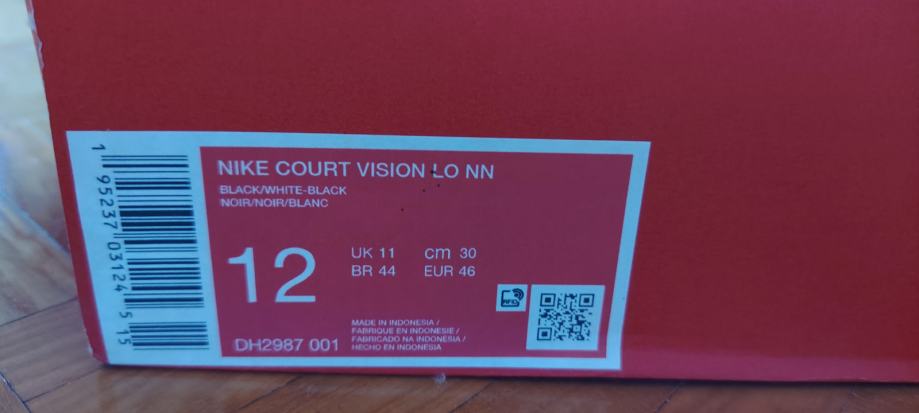 NIKE COURT VISION LO NN
BLACK/WHITE-BLACK
NOIR/NOIR/BLANC
12
UK 11 cm 30
BR 44 EUR 46
RFID
MADE IN INDONESIA /
FABRIQUE EN INDONESIE /
FABRICADO NA INDONESIA /
HECHO EN INDONESIA
DH2987 001
1 95237 03124 5 15